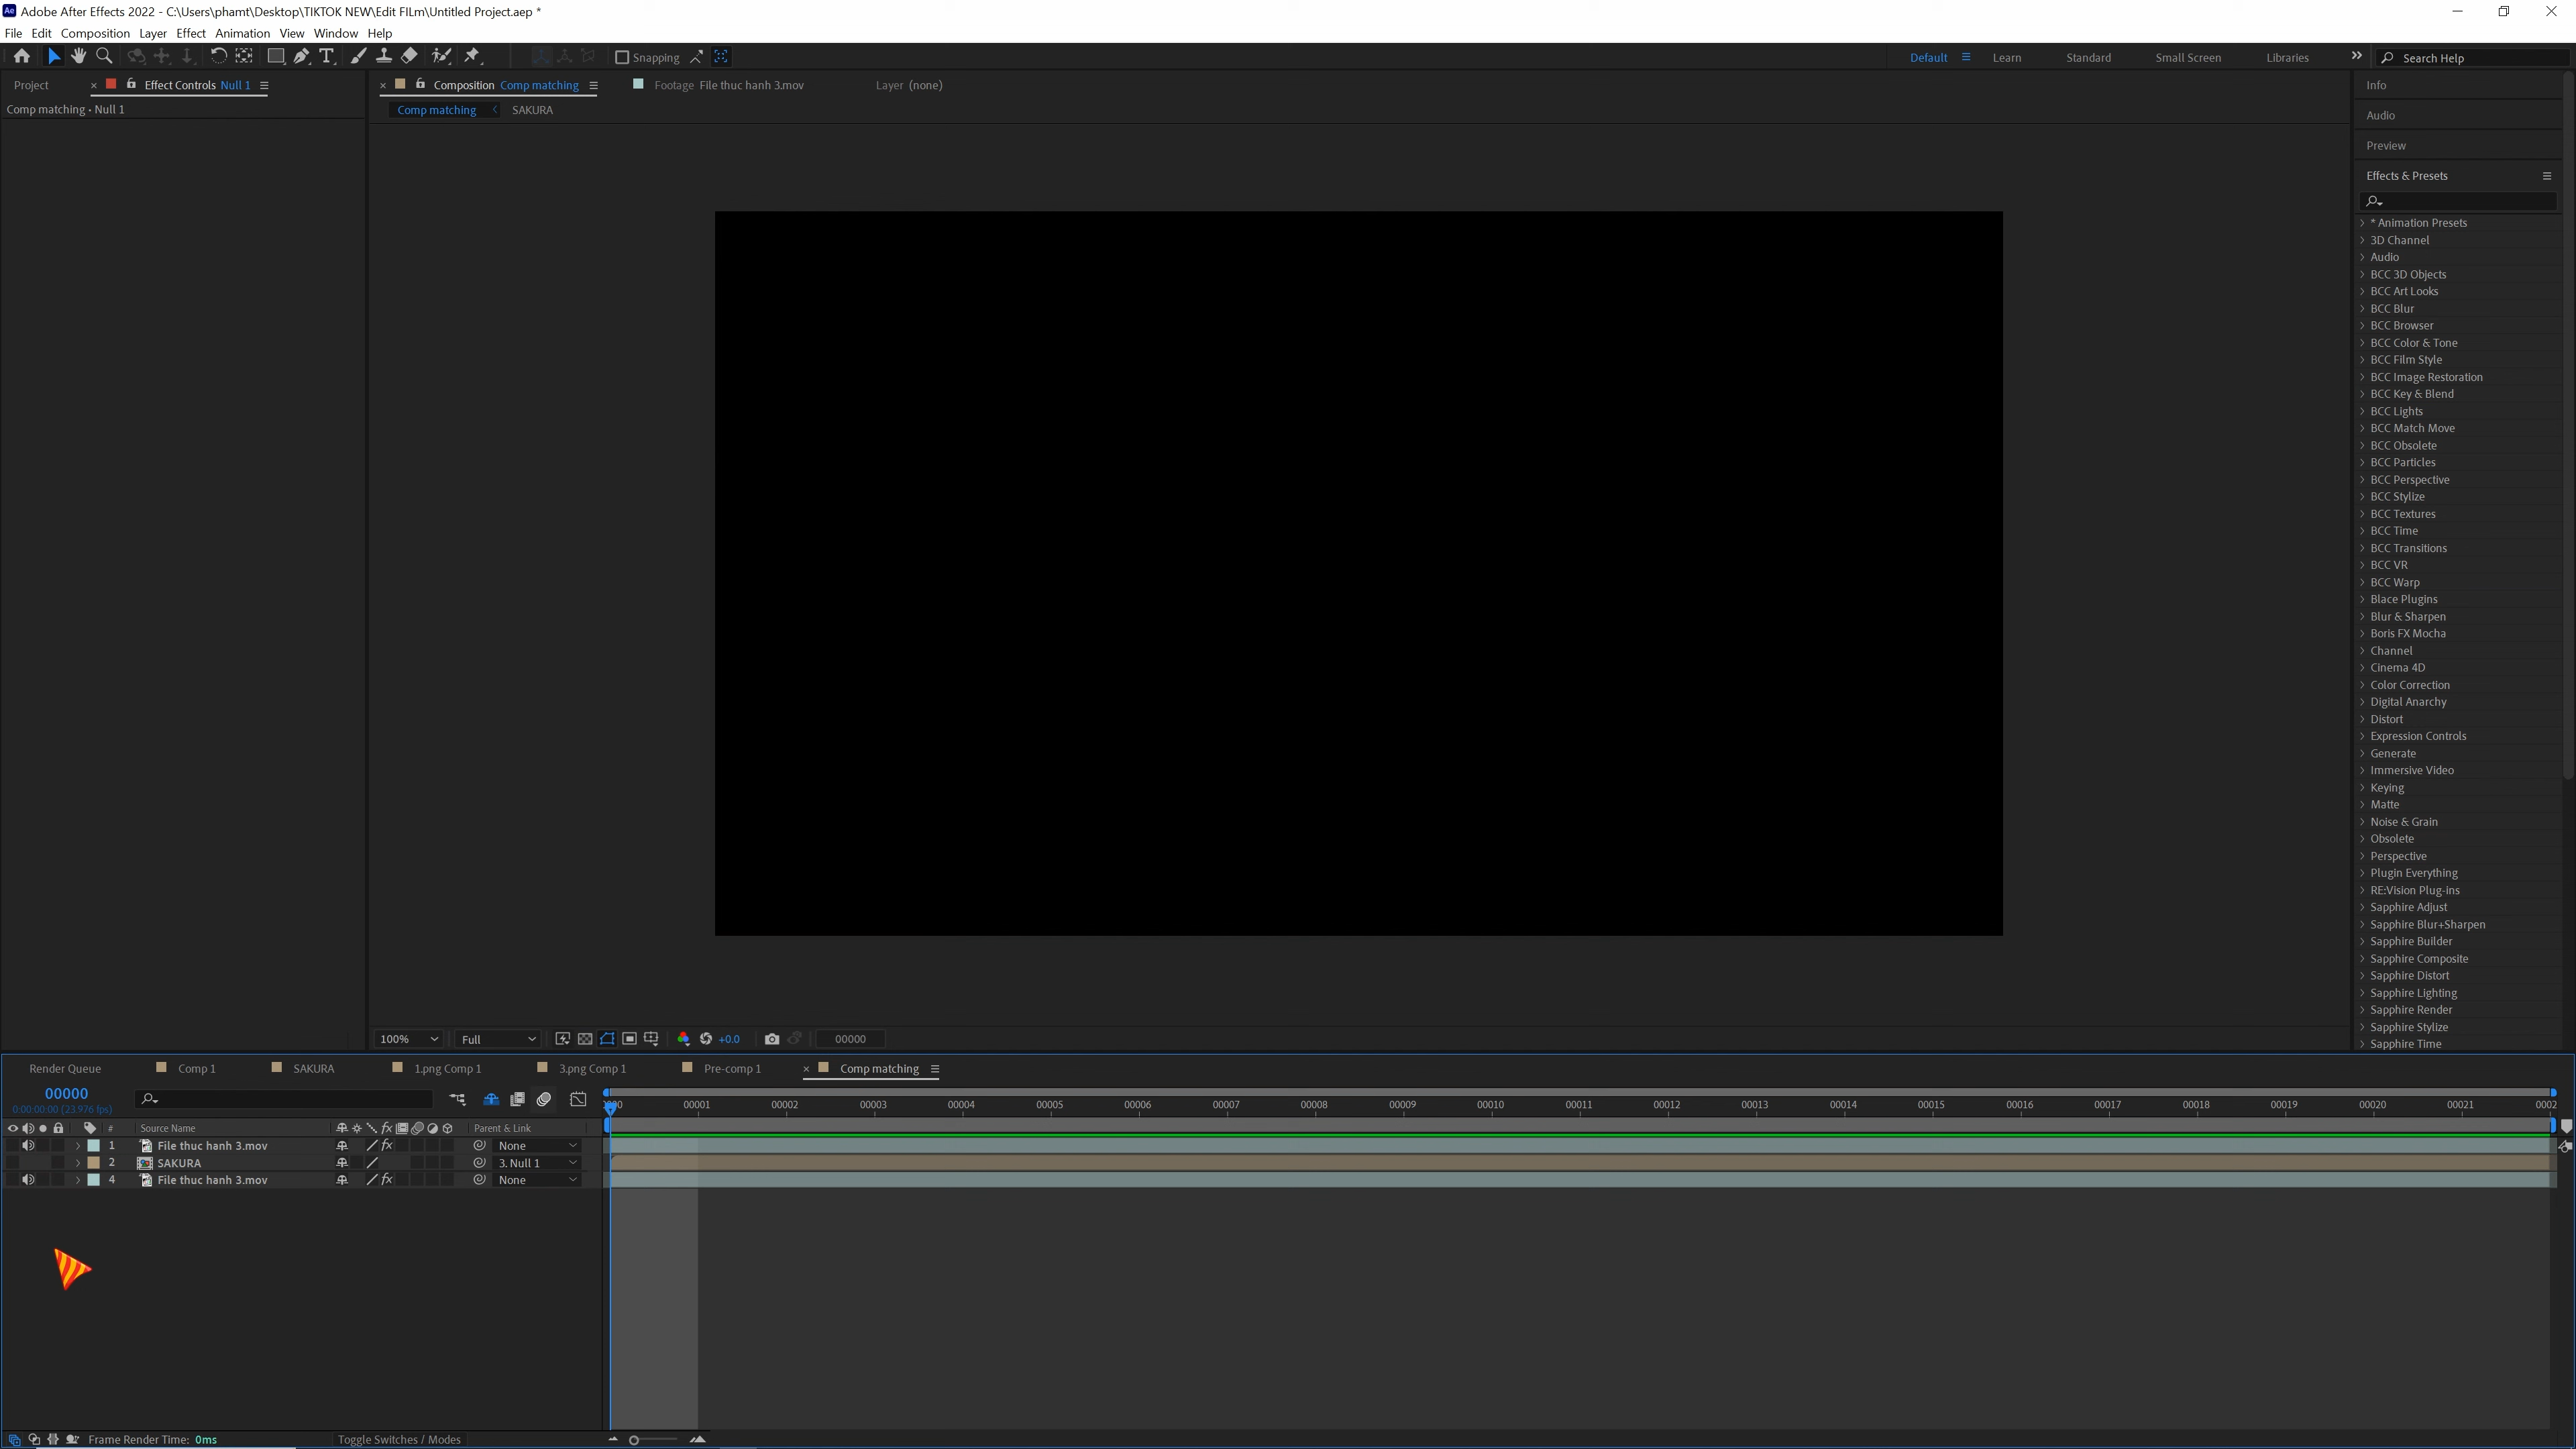 Adobe After Effects 2022 - C:\Users\phamt\Desktop\TIKTOK NEW\Edit FILm\Untitled Project.aep *
File Edit Composition Layer Effect Animation View Window Help
Snapping
Default
Learn
Standard
Small Screen
Libraries
Search Help
Project
Effect Controls Null 1
Composition Comp matching
Footage File thuc hanh 3.mov
Layer (none)
Comp matching • Null 1
Comp matching
SAKURA
Info
Audio
Preview
Effects & Presets
* Animation Presets
3D Channel
Audio
BCC 3D Objects
BCC Art Looks
BCC Blur
BCC Browser
BCC Color & Tone
BCC Film Style
BCC Image Restoration
BCC Key & Blend
BCC Lights
BCC Match Move
BCC Obsolete
BCC Particles
BCC Perspective
BCC Stylize
BCC Textures
BCC Time
BCC Transitions
BCC VR
BCC Warp
Blace Plugins
Blur & Sharpen
Boris FX Mocha
Channel
Cinema 4D
Color Correction
Digital Anarchy
Distort
Expression Controls
Generate
Immersive Video
Keying
Matte
Noise & Grain
Obsolete
Perspective
Plugin Everything
RE:Vision Plug-ins
Sapphire Adjust
Sapphire Blur+Sharpen
Sapphire Builder
Sapphire Composite
Sapphire Distort
Sapphire Lighting
Sapphire Render
Sapphire Stylize
Sapphire Time
100%
Full
+0.0
00000
Render Queue
Comp 1
SAKURA
1.png Comp 1
3.png Comp 1
Pre-comp 1
Comp matching
00000
0:00:00:00 (23.976 fps)
00001 00002 00003 00004 00005 00006 00007 00008 00009 00010 00011 00012 00013 00014 00015 00016 00017 00018 00019 00020 00021 0002
# Source Name fx Parent & Link
1 File thuc hanh 3.mov fx None
2 SAKURA 3. Null 1
4 File thuc hanh 3.mov fx None
Frame Render Time: 0ms
Toggle Switches / Modes